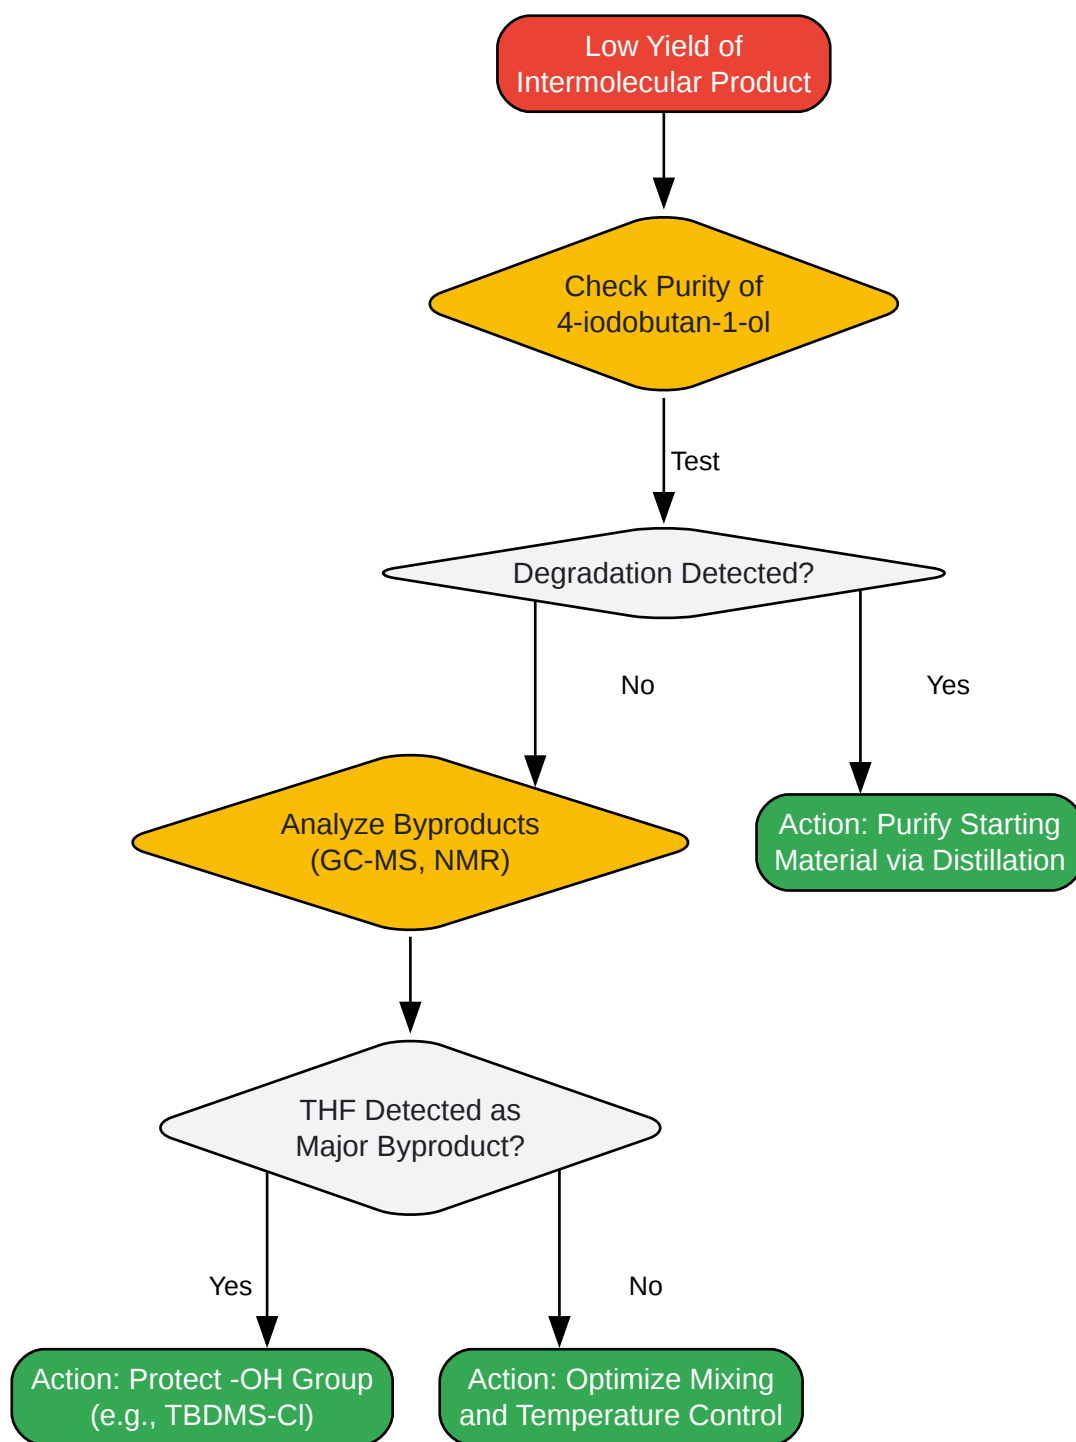 Low Yield of
Intermolecular Product
Check Purity of
4-iodobutan-1-ol
Test
Degradation Detected?
No
Yes
Analyze Byproducts
(GC-MS, NMR)
Action: Purify Starting
Material via Distillation
THF Detected as
Major Byproduct?
Yes
No
Action: Protect -OH Group
(e.g., TBDMS-Cl)
Action: Optimize Mixing
and Temperature Control